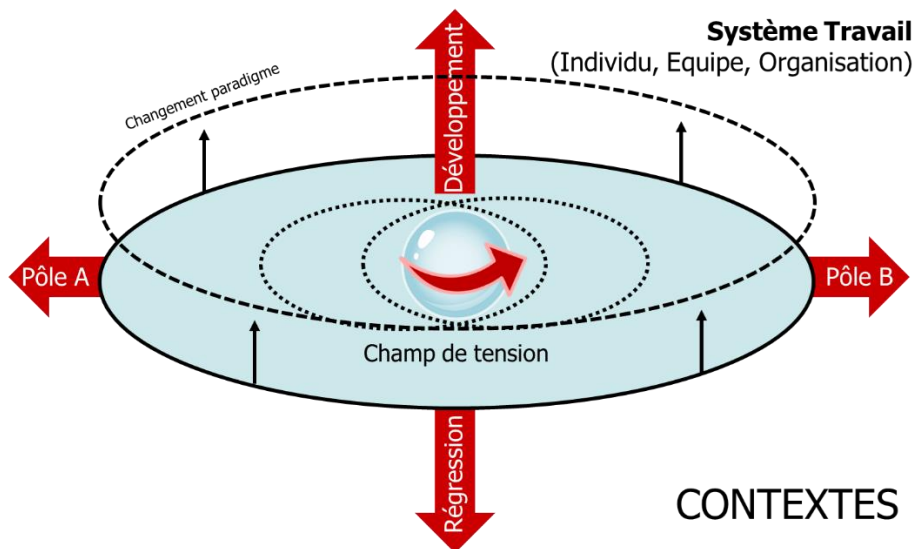 Système Travail
(Individu, Equipe, Organisation)
Changement paradigme
Développement
Pôle A
Pôle B
Champ de tension
Régression
CONTEXTES